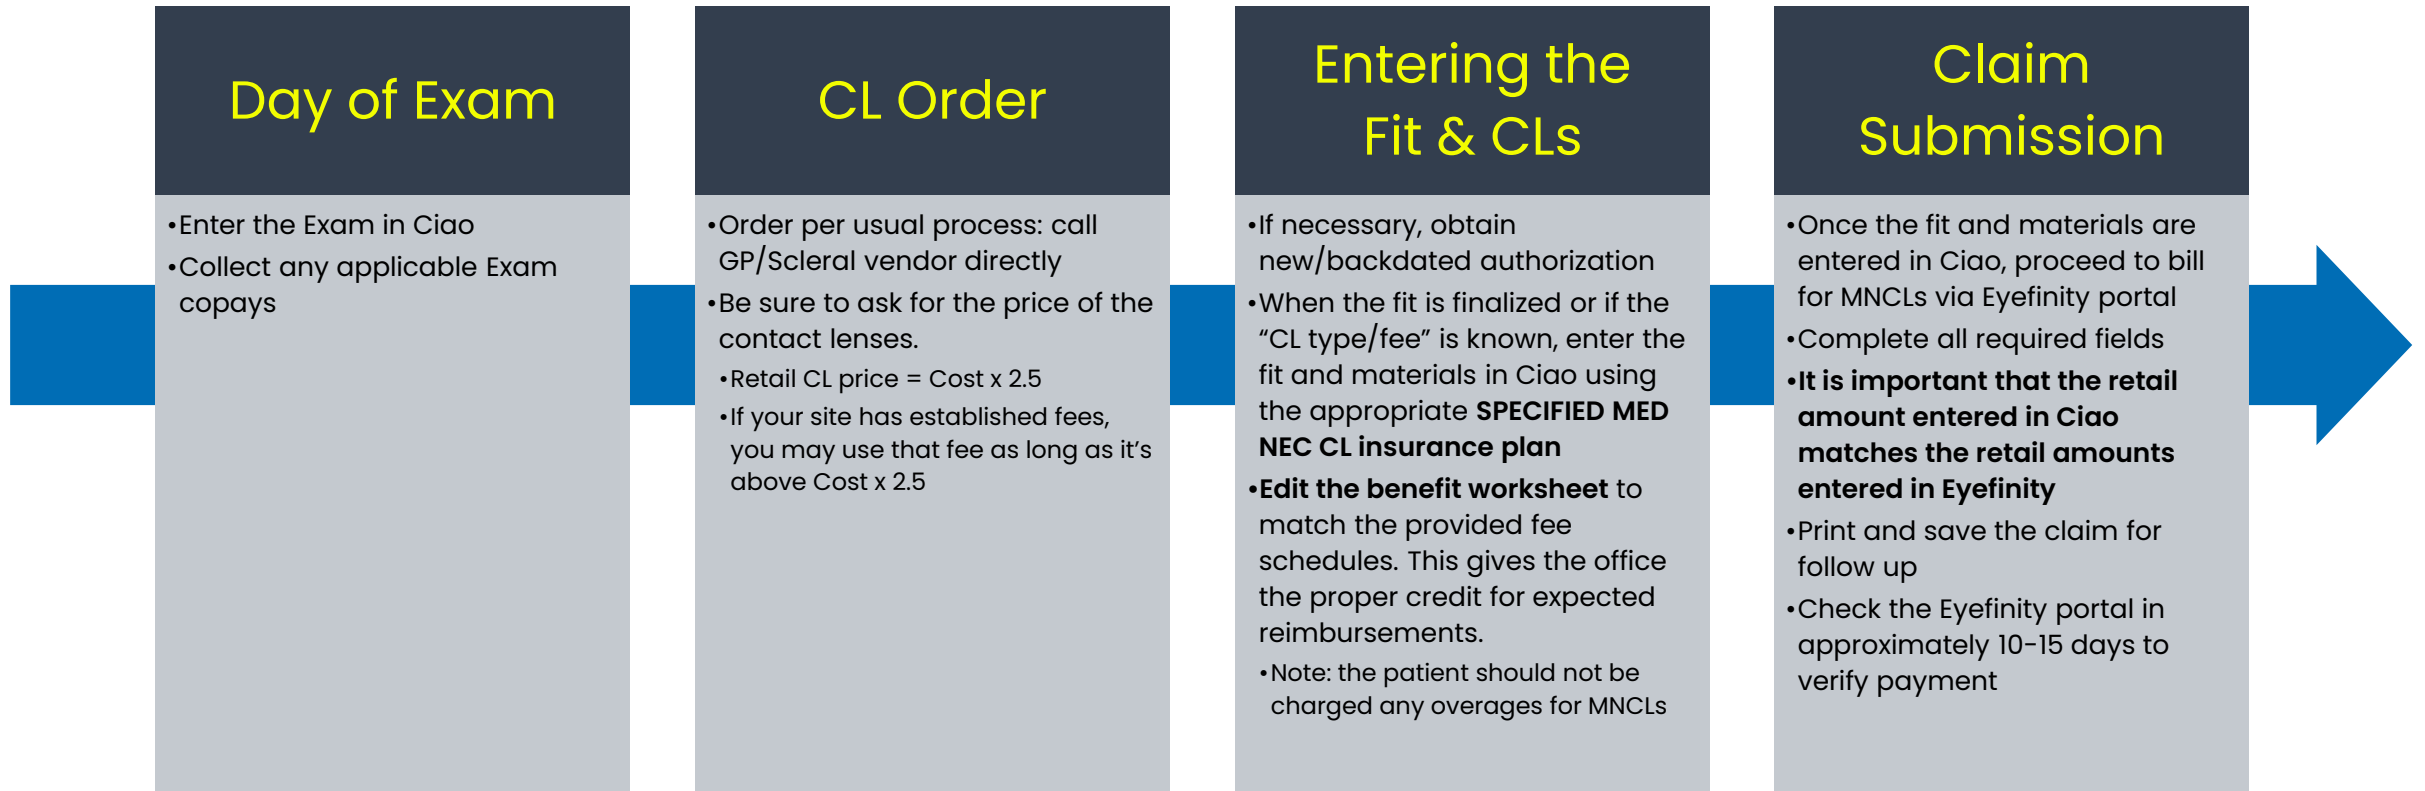 Day of Exam
•Enter the Exam in Ciao
•Collect any applicable Exam
copays
CL Order
•Order per usual process: call
GP/Scleral vendor directly
•Be sure to ask for the price of the
contact lenses.
•Retail CL price = Cost x 2.5
•If your site has established fees,
you may use that fee as long as it’s
above Cost x 2.5
Entering the
Fit & CLs
•If necessary, obtain
new/backdated authorization
•When the fit is finalized or if the
“CL type/fee” is known, enter the
fit and materials in Ciao using
the appropriate SPECIFIED MED
NEC CL insurance plan
•Edit the benefit worksheet to
match the provided fee
schedules. This gives the office
the proper credit for expected
reimbursements.
•Note: the patient should not be
charged any overages for MNCLs
Claim
Submission
•Once the fit and materials are
entered in Ciao, proceed to bill
for MNCLs via Eyefinity portal
•Complete all required fields
•It is important that the retail
amount entered in Ciao
matches the retail amounts
entered in Eyefinity
•Print and save the claim for
follow up
•Check the Eyefinity portal in
approximately 10-15 days to
verify payment